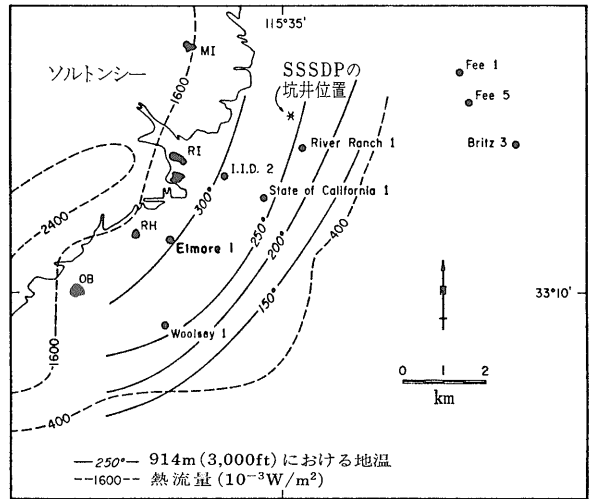 115°35'
MI
Fee 1
ソルトンシー
SSSDPの
坑井位置
1600
Fee 5
RI
River Ranch 1
Britz 3
I.I.D. 2
State of California 1
300°
2400
250°
RH
Elmore 1
200°
400
OB
150°
33°10'
Woolsey 1
1600
0 1 2
km
400
250° 914m(3,000ft)における地温
1600 熱流量(10⁻³W/m²)